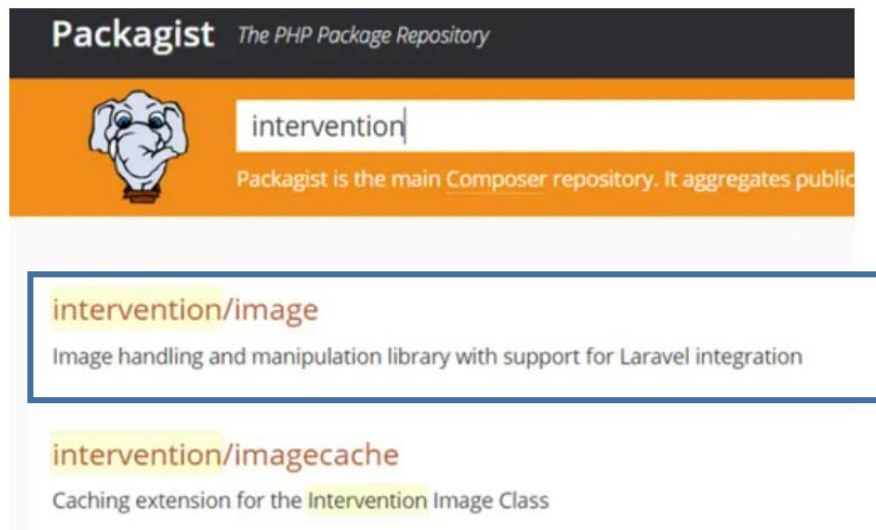 Packagist The PHP Package Repository
intervention
Packagist is the main Composer repository. It aggregates public
intervention/image
Image handling and manipulation library with support for Laravel integration
intervention/imagecache
Caching extension for the Intervention Image Class